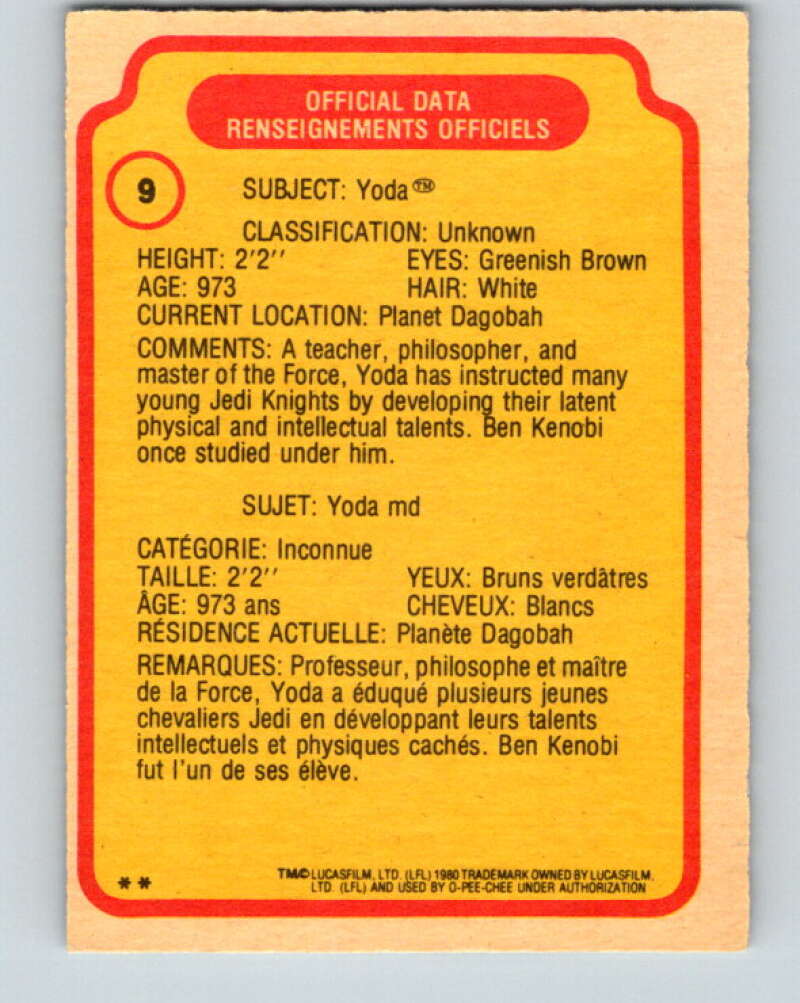 OFFICIAL DATA
RENSEIGNEMENTS OFFICIELS
9 SUBJECT: Yoda™
CLASSIFICATION: Unknown
HEIGHT: 2'2'' EYES: Greenish Brown
AGE: 973 HAIR: White
CURRENT LOCATION: Planet Dagobah
COMMENTS: A teacher, philosopher, and
master of the Force, Yoda has instructed many
young Jedi Knights by developing their latent
physical and intellectual talents. Ben Kenobi
once studied under him.
SUJET: Yoda md
CATÉGORIE: Inconnue
TAILLE: 2'2'' YEUX: Bruns verdâtres
ÂGE: 973 ans CHEVEUX: Blancs
RÉSIDENCE ACTUELLE: Planète Dagobah
REMARQUES: Professeur, philosophe et maître
de la Force, Yoda a éduqué plusieurs jeunes
chevaliers Jedi en développant leurs talents
intellectuels et physiques cachés. Ben Kenobi
fut l'un de ses élève.
** TM© LUCASFILM, LTD. (LFL) 1980 TRADEMARK OWNED BY LUCASFILM,
LTD. (LFL) AND USED BY O-PEE-CHEE UNDER AUTHORIZATION